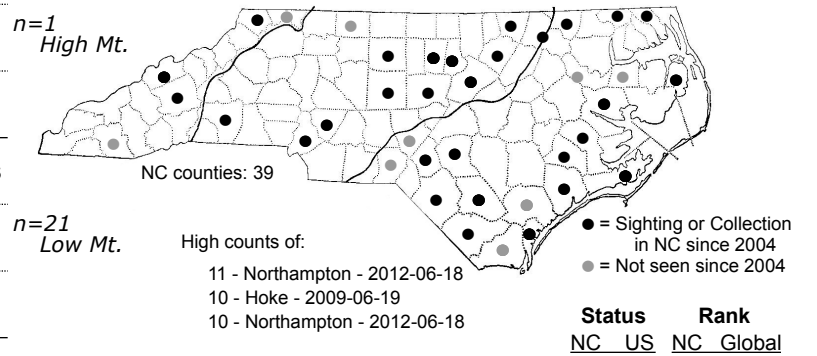 n=1
High Mt.
NC counties: 39
n=21
Low Mt.
High counts of:
11 - Northampton - 2012-06-18
10 - Hoke - 2009-06-19
10 - Northampton - 2012-06-18
= Sighting or Collection
in NC since 2004
= Not seen since 2004
Status Rank
NC US NC Global